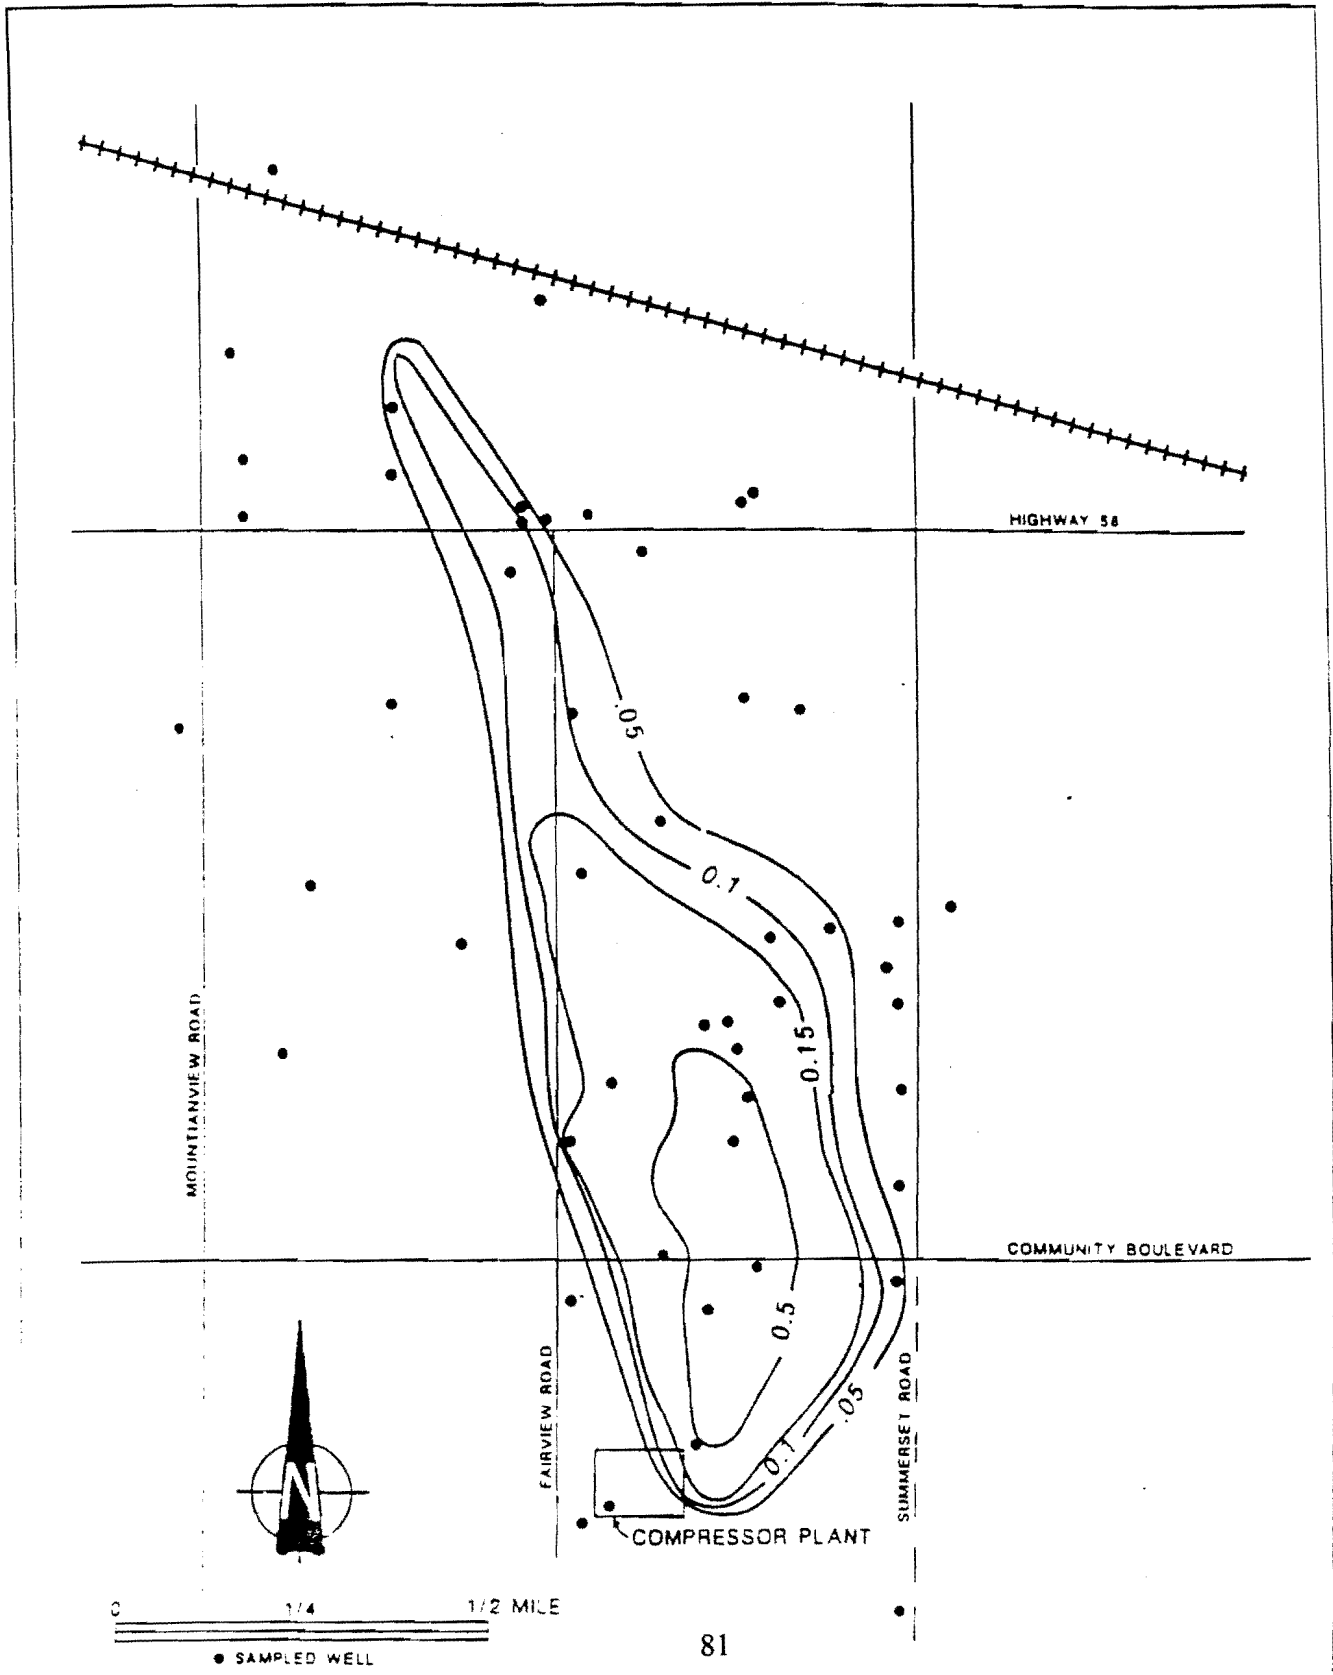 HIGHWAY 58
.05
0.1
MOUNTIANVIEW ROAD
0.15
COMMUNITY BOULEVARD
0.5
FAIRVIEW ROAD
.05
SUMMERSET ROAD
0.1
N
COMPRESSOR PLANT
0 1/4 1/2 MILE
SAMPLED WELL
81